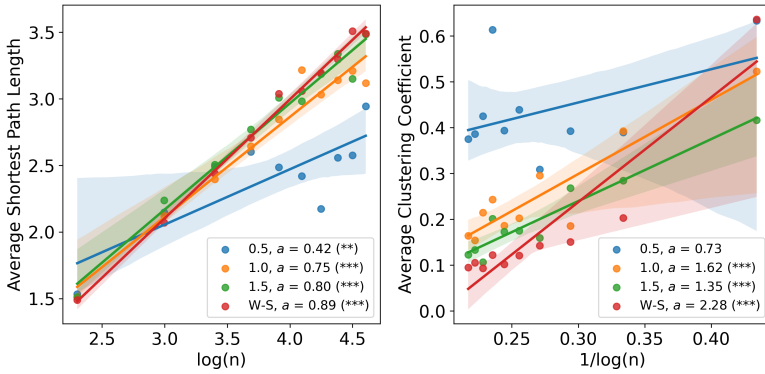 Average Shortest Path Length
3.5
3.0
2.5
2.0
1.5
0.5, a = 0.42 (**)
1.0, a = 0.75 (***)
1.5, a = 0.80 (***)
W-S, a = 0.89 (***)
2.5 3.0 3.5 4.0 4.5
log(n)
Average Clustering Coefficient
0.6
0.5
0.4
0.3
0.2
0.1
0.0
0.5, a = 0.73
1.0, a = 1.62 (***)
1.5, a = 1.35 (***)
W-S, a = 2.28 (***)
0.25 0.30 0.35 0.40
1/log(n)